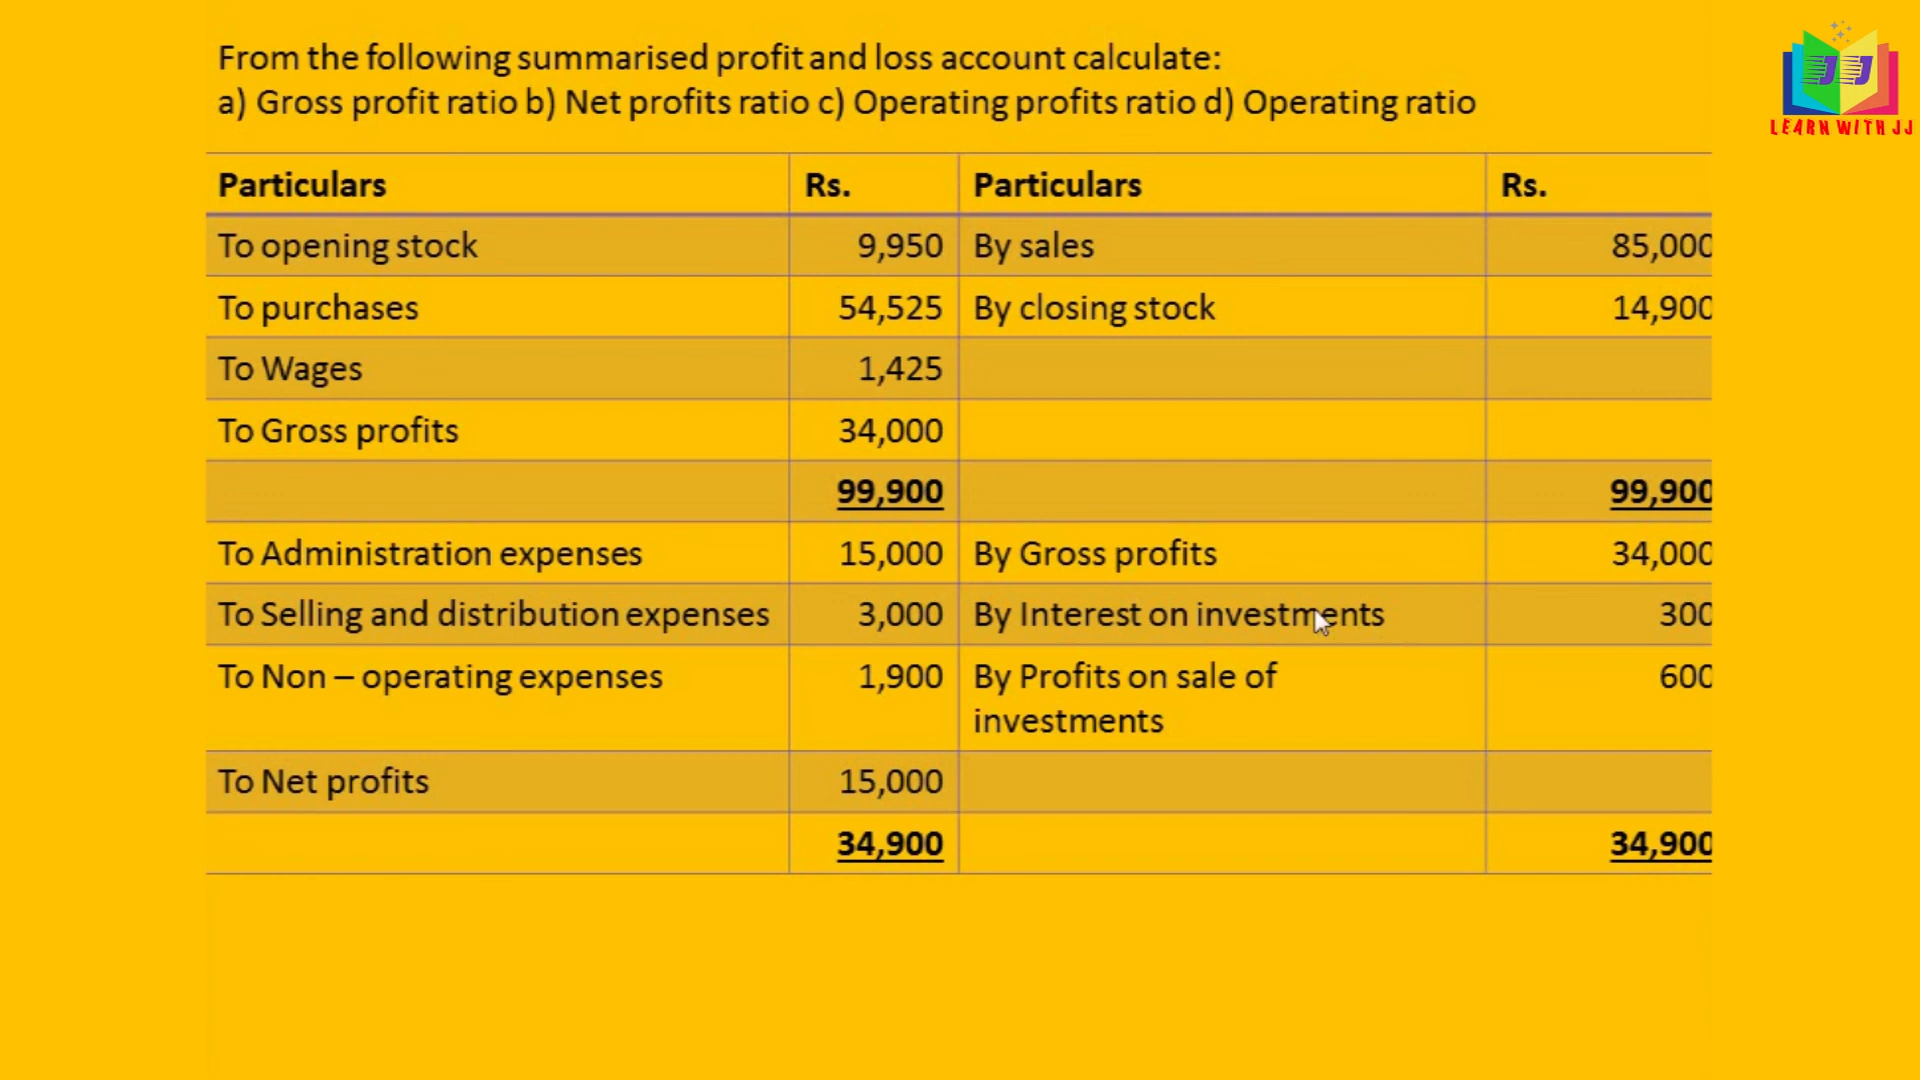 From the following summarised profit and loss account calculate:
a) Gross profit ratio b) Net profits ratio c) Operating profits ratio d) Operating ratio
LEARN WITH JJ
Particulars Rs. Particulars Rs.
To opening stock 9,950 By sales 85,000
To purchases 54,525 By closing stock 14,900
To Wages 1,425
To Gross profits 34,000
99,900 99,900
To Administration expenses 15,000 By Gross profits 34,000
To Selling and distribution expenses 3,000 By Interest on investments 300
To Non – operating expenses 1,900 By Profits on sale of 600
investments
To Net profits 15,000
34,900 34,900